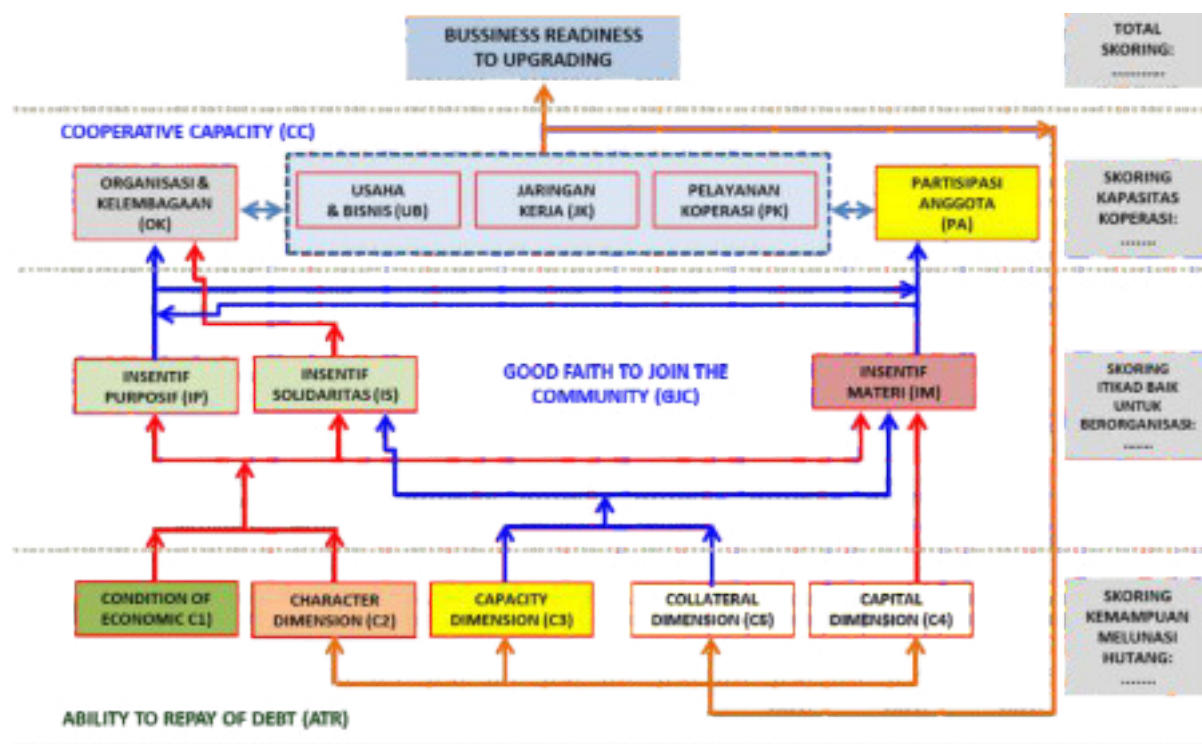 BUSSINESS READINESS
TO UPGRADING
TOTAL
SKORING:
.........
COOPERATIVE CAPACITY (CC)
ORGANISASI &
KELEMBAGAAN
(OK)
USAHA
& BISNIS (UB)
JARINGAN
KERJA (JK)
PELAYANAN
KOPERASI (PK)
PARTISIPASI
ANGGOTA
(PA)
SKORING
KAPASITAS
KOPERASI:
.......
INSENTIF
PURPOSIF (IP)
INSENTIF
SOLIDARITAS (IS)
GOOD FAITH TO JOIN THE
COMMUNITY (GJC)
INSENTIF
MATERI (IM)
SKORING
ITIKAD BAIK
UNTUK
BERORGANISASI:
......
CONDITION OF
ECONOMIC C1)
CHARACTER
DIMENSION (C2)
CAPACITY
DIMENSION (C3)
COLLATERAL
DIMENSION (C5)
CAPITAL
DIMENSION (C4)
SKORING
KEMAMPUAN
MELUNASI
HUTANG:
.......
ABILITY TO REPAY OF DEBT (ATR)